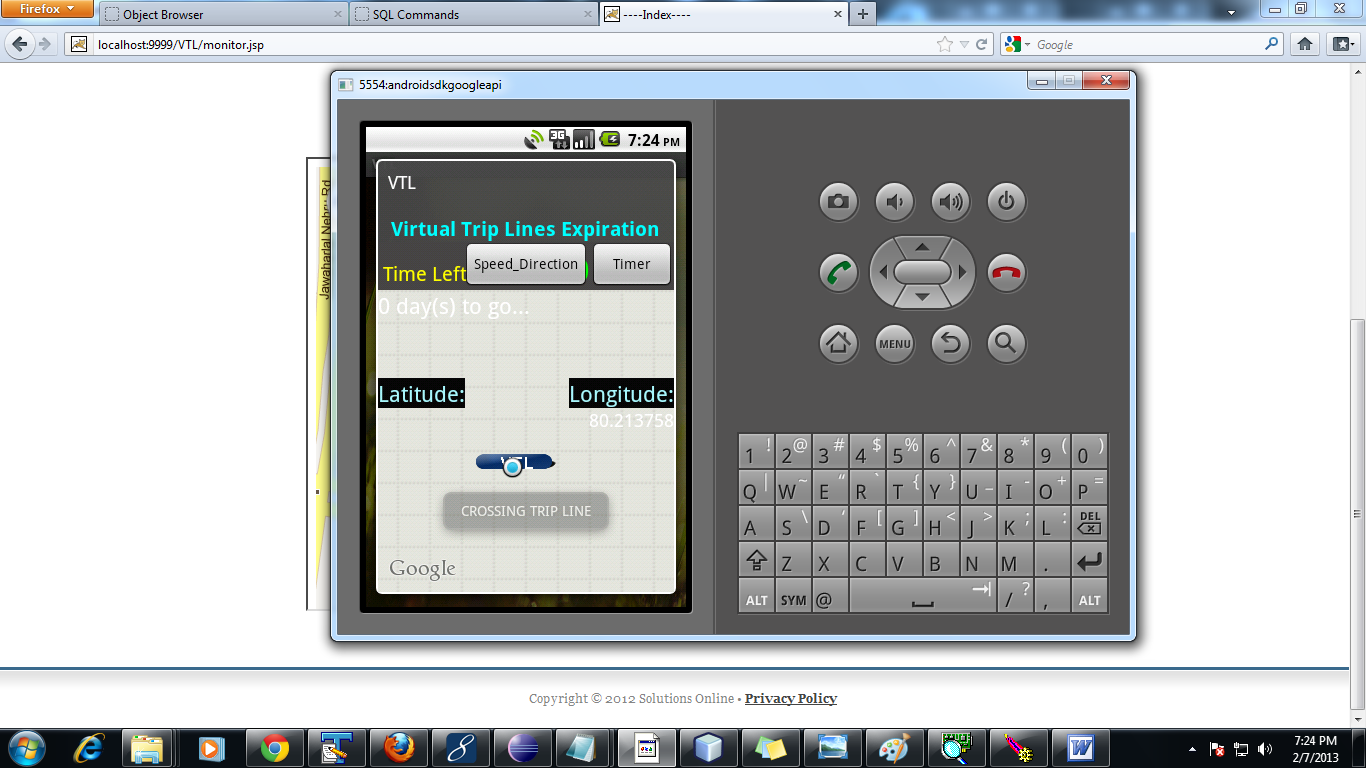 Firefox
Object Browser
SQL Commands
----Index----
localhost:9999/VTL/monitor.jsp
Google
5554:androidsdkgoogleapi
Jawaharlal Nehru Rd
3G
7:24 PM
VTL
Virtual Trip Lines Expiration
Time Left
Speed_Direction
Timer
0 day(s) to go...
Latitude:
Longitude:
80.213758
VTL
CROSSING TRIP LINE
Google
MENU
1 ! 2 @ 3 # 4 $ 5 % 6 ^ 7 & 8 * 9 ( 0 )
Q | W ~ E " R ` T { Y } U _ I - O + P =
A S \ D ' F [ G ] H < J > K ; L : DEL
Z X C V B N M .
ALT SYM @ / ? , ALT
Copyright © 2012 Solutions Online • Privacy Policy
7:24 PM
2/7/2013